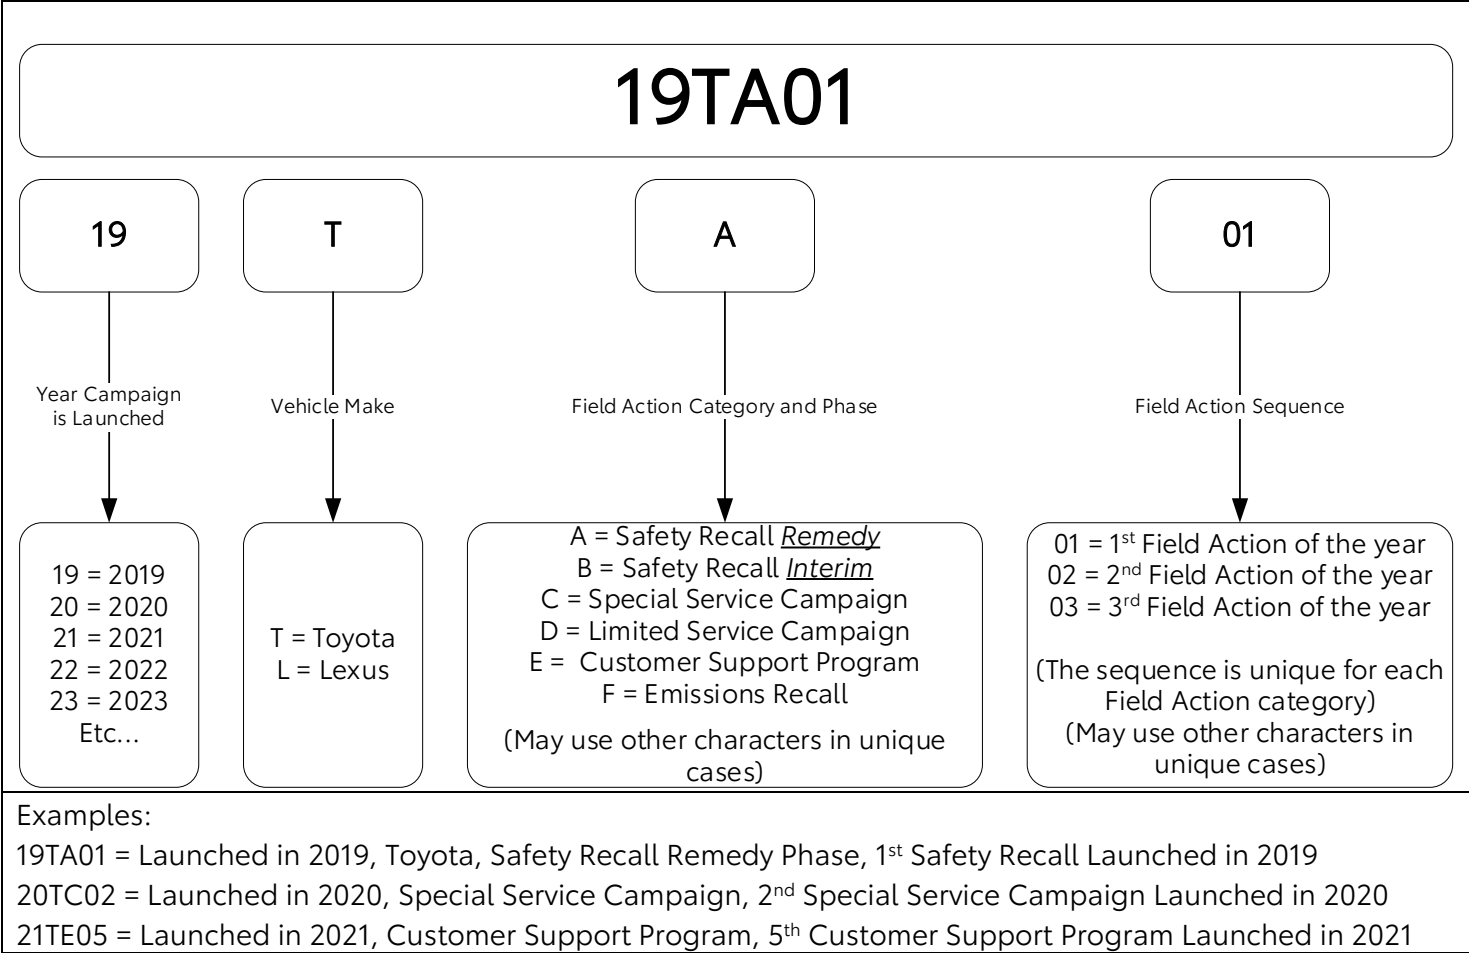 19TA01
19
T
A
01
Year Campaign
is Launched
Vehicle Make
Field Action Category and Phase
Field Action Sequence
19 = 2019
20 = 2020
21 = 2021
22 = 2022
23 = 2023
Etc…
T = Toyota
L = Lexus
A = Safety Recall Remedy
B = Safety Recall Interim
C = Special Service Campaign
D = Limited Service Campaign
E =  Customer Support Program
F = Emissions Recall
(May use other characters in unique
cases)
01 = 1st Field Action of the year
02 = 2nd Field Action of the year
03 = 3rd Field Action of the year
(The sequence is unique for each
Field Action category)
(May use other characters in
unique cases)
Examples:
19TA01 = Launched in 2019, Toyota, Safety Recall Remedy Phase, 1st Safety Recall Launched in 2019
20TC02 = Launched in 2020, Special Service Campaign, 2nd Special Service Campaign Launched in 2020
21TE05 = Launched in 2021, Customer Support Program, 5th Customer Support Program Launched in 2021